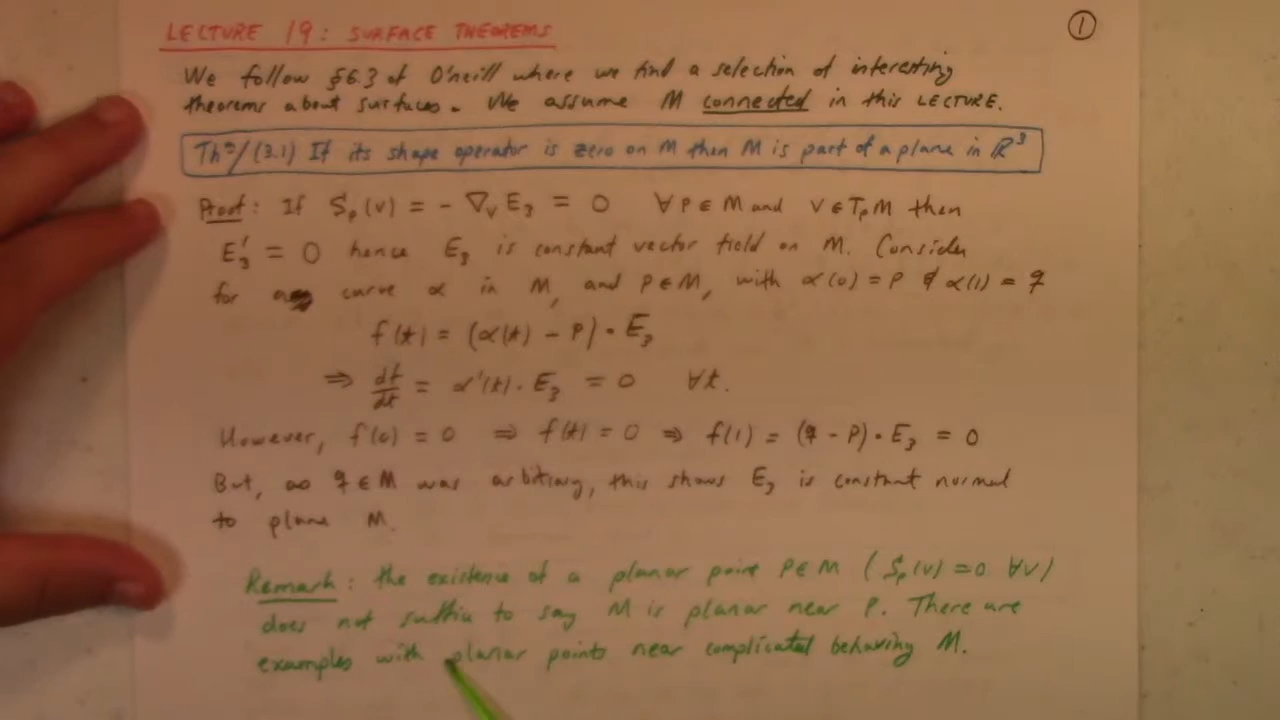 LECTURE 19: SURFACE THEOREMS
①
We follow §6.3 of O'neill where we find a selection of interesting
theorems about surfaces. We assume M connected in this LECTURE.
Thm/(3.1) If its shape operator is zero on M then M is part of a plane in ℝ³
Proof: If Sₚ(v) = - ∇ᵥE₃ = 0 ∀p∈M and v∈TₚM then
E₃' = 0 hence E₃ is constant vector field on M. Consider
for a curve α in M, and p∈M, with α(0) = p & α(1) = q
f(t) = (α(t) - p) • E₃
⇒ df/dt = α'(t) • E₃ = 0 ∀t.
However, f(0) = 0 ⇒ f(t) = 0 ⇒ f(1) = (q - p) • E₃ = 0
But, as q∈M was arbitrary, this shows E₃ is constant normal
to plane M.
Remark: the existence of a planar point p∈M (Sₚ(v) = 0 ∀v)
does not suffice to say M is planar near p. There are
examples with planar points near complicated behaving M.